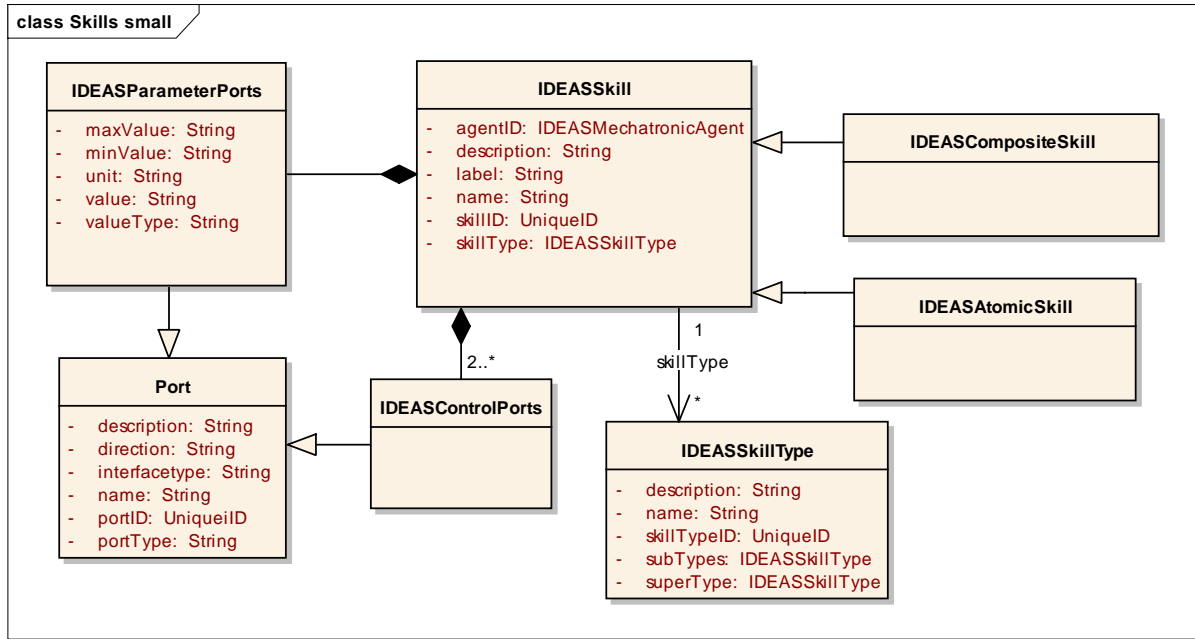 class Skills small
IDEASParameterPorts
- maxValue: String
- minValue: String
- unit: String
- value: String
- valueType: String
IDEASSkill
- agentID: IDEASMechatronicAgent
- description: String
- label: String
- name: String
- skillID: UniqueID
- skillType: IDEASSkillType
IDEASCompositeSkill
IDEASAtomicSkill
1
skillType
*
2..*
Port
- description: String
- direction: String
- interfacetype: String
- name: String
- portID: UniqueiID
- portType: String
IDEASControlPorts
IDEASSkillType
- description: String
- name: String
- skillTypeID: UniqueID
- subTypes: IDEASSkillType
- superType: IDEASSkillType